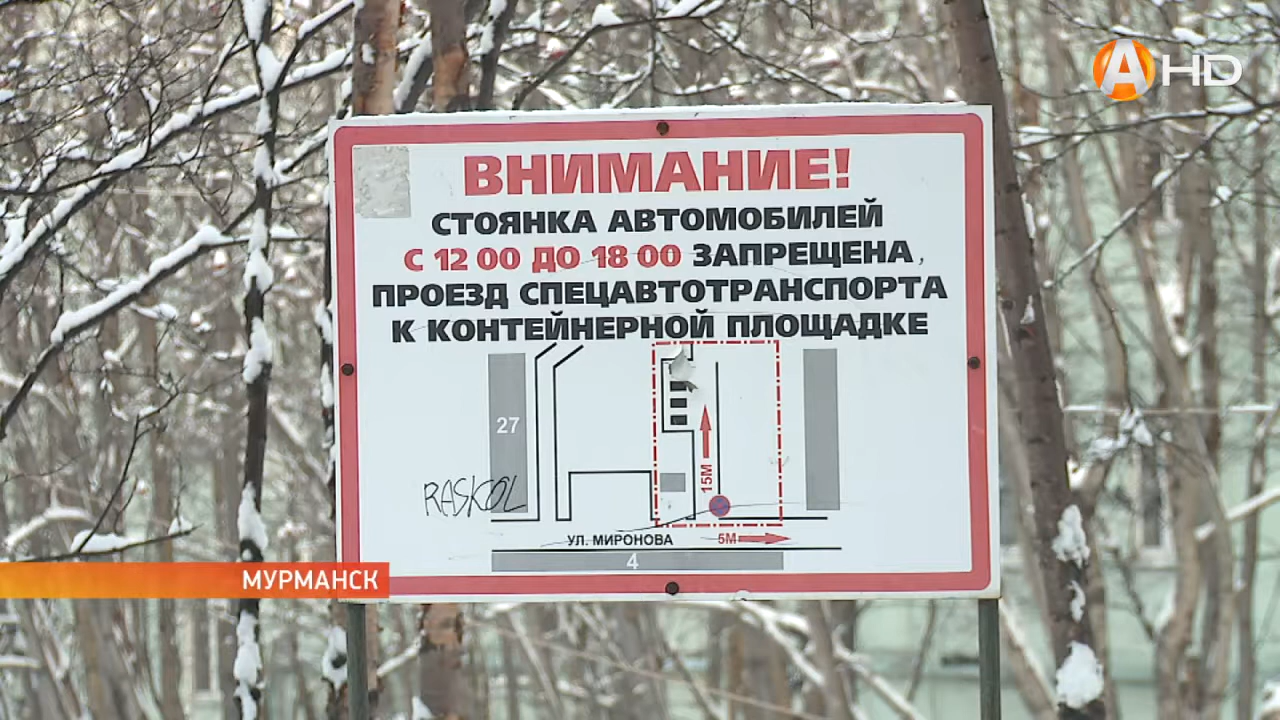 А HD
ВНИМАНИЕ!
СТОЯНКА АВТОМОБИЛЕЙ
С 12 00 ДО 18 00 ЗАПРЕЩЕНА,
ПРОЕЗД СПЕЦАВТОТРАНСПОРТА
К КОНТЕЙНЕРНОЙ ПЛОЩАДКЕ
27
15М
RASKOL
УЛ. МИРОНОВА 5М
4
МУРМАНСК